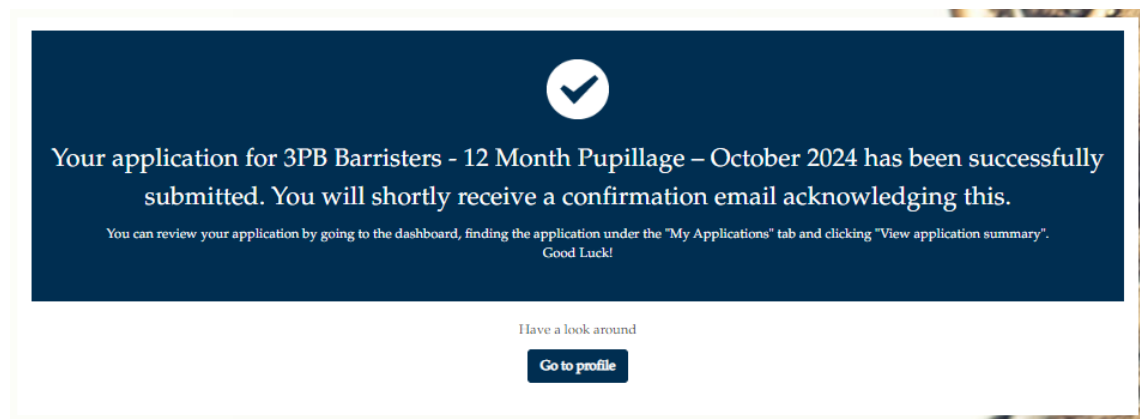 Your application for 3PB Barristers - 12 Month Pupillage – October 2024 has been successfully
submitted. You will shortly receive a confirmation email acknowledging this.
You can review your application by going to the dashboard, finding the application under the "My Applications" tab and clicking "View application summary".
Good Luck!
Have a look around
Go to profile